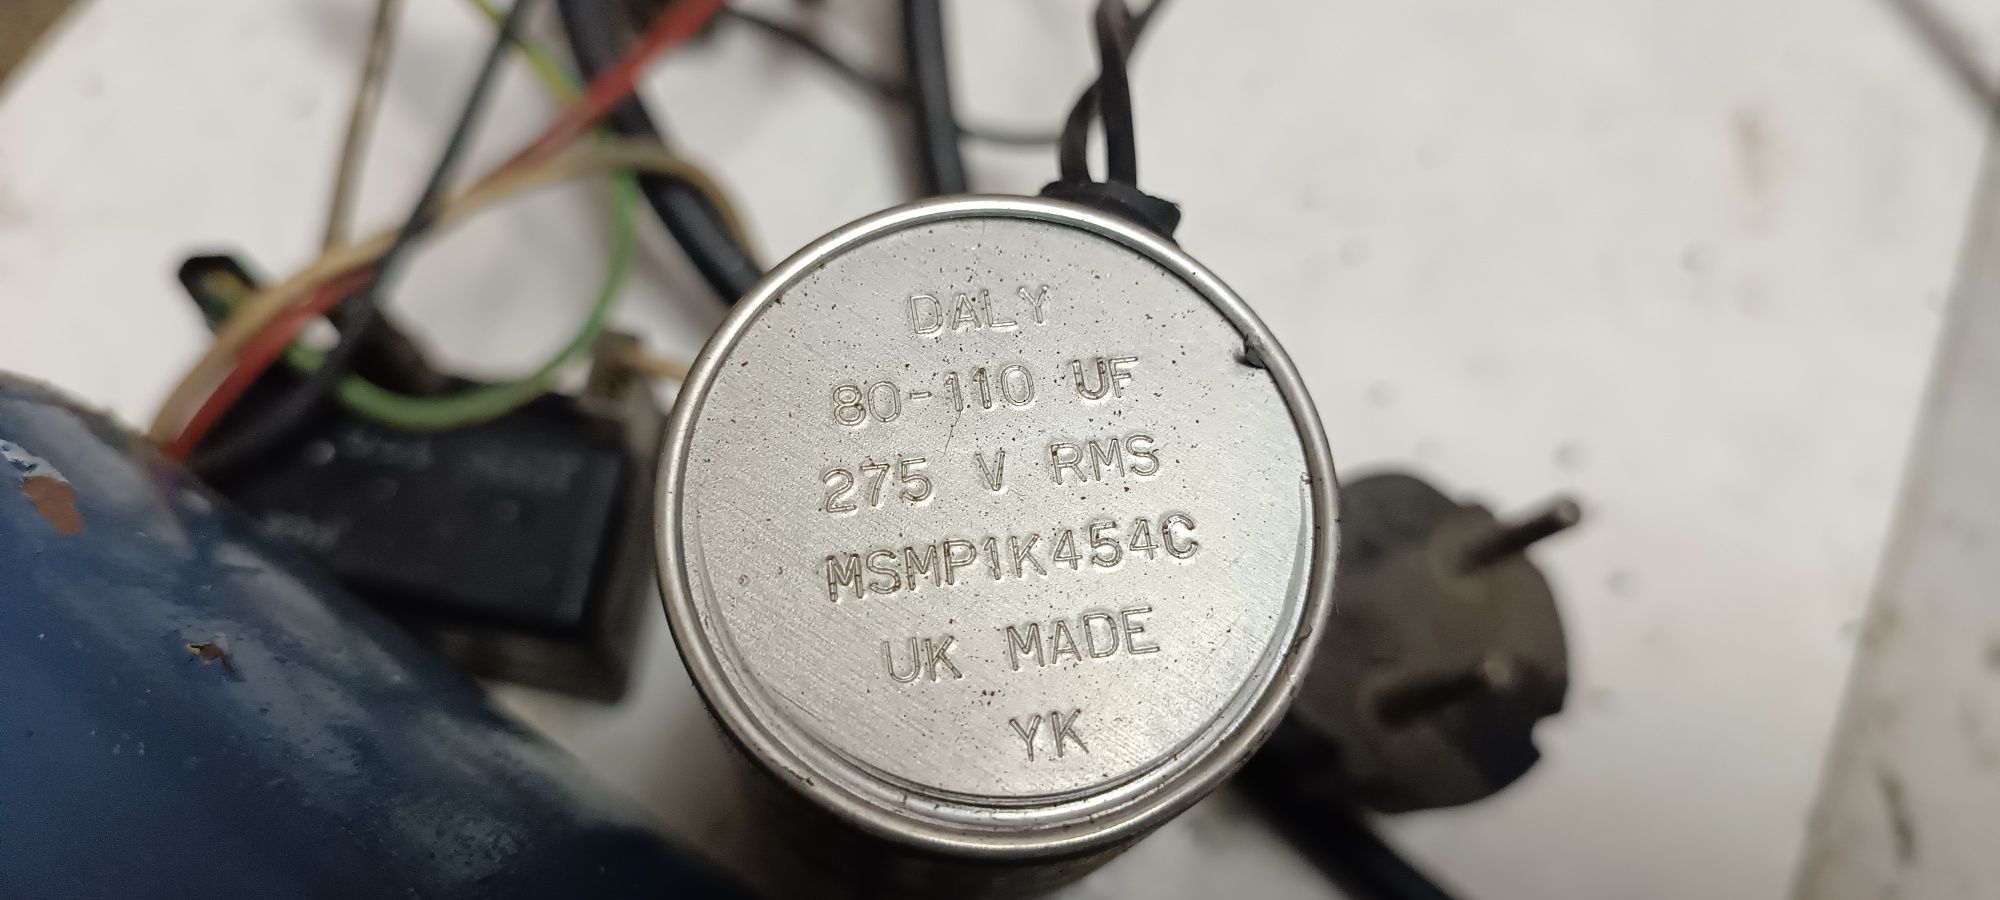 DALY
80-110 UF
275 V RMS
MSMP1K454C
UK MADE
YK